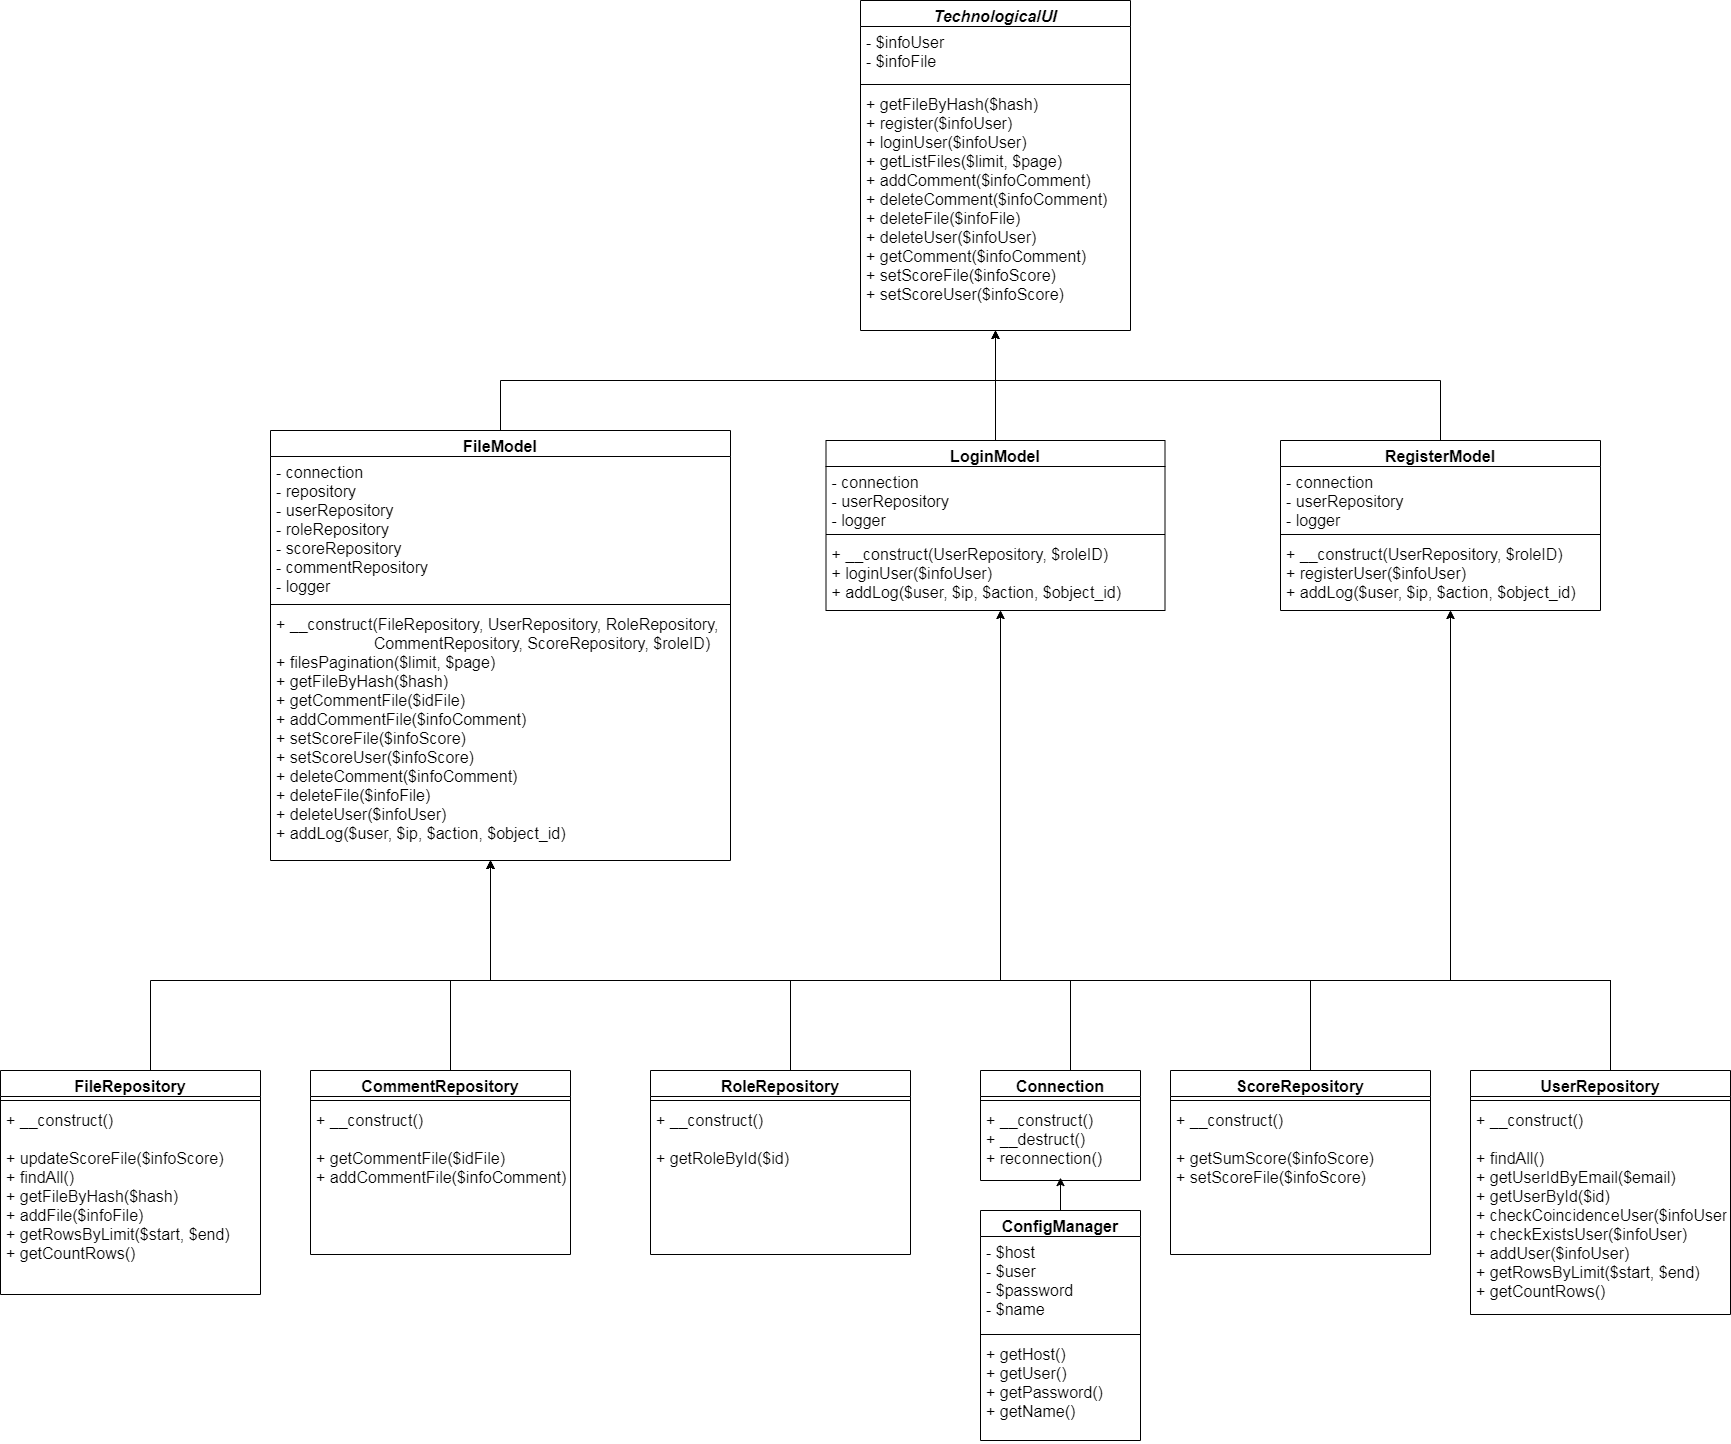 TechnologicalUI
- $infoUser
- $infoFile
+ getFileByHash($hash)
+ register($infoUser)
+ loginUser($infoUser)
+ getListFiles($limit, $page)
+ addComment($infoComment)
+ deleteComment($infoComment)
+ deleteFile($infoFile)
+ deleteUser($infoUser)
+ getComment($infoComment)
+ setScoreFile($infoScore)
+ setScoreUser($infoScore)
FileModel
- connection
- repository
- userRepository
- roleRepository
- scoreRepository
- commentRepository
- logger
+ __construct(FileRepository, UserRepository, RoleRepository,
CommentRepository, ScoreRepository, $roleID)
+ filesPagination($limit, $page)
+ getFileByHash($hash)
+ getCommentFile($idFile)
+ addCommentFile($infoComment)
+ setScoreFile($infoScore)
+ setScoreUser($infoScore)
+ deleteComment($infoComment)
+ deleteFile($infoFile)
+ deleteUser($infoUser)
+ addLog($user, $ip, $action, $object_id)
LoginModel
- connection
- userRepository
- logger
+ __construct(UserRepository, $roleID)
+ loginUser($infoUser)
+ addLog($user, $ip, $action, $object_id)
RegisterModel
- connection
- userRepository
- logger
+ __construct(UserRepository, $roleID)
+ registerUser($infoUser)
+ addLog($user, $ip, $action, $object_id)
FileRepository
+ __construct()
+ updateScoreFile($infoScore)
+ findAll()
+ getFileByHash($hash)
+ addFile($infoFile)
+ getRowsByLimit($start, $end)
+ getCountRows()
CommentRepository
+ __construct()
+ getCommentFile($idFile)
+ addCommentFile($infoComment)
RoleRepository
+ __construct()
+ getRoleById($id)
Connection
+ __construct()
+ __destruct()
+ reconnection()
ConfigManager
- $host
- $user
- $password
- $name
+ getHost()
+ getUser()
+ getPassword()
+ getName()
ScoreRepository
+ __construct()
+ getSumScore($infoScore)
+ setScoreFile($infoScore)
UserRepository
+ __construct()
+ findAll()
+ getUserIdByEmail($email)
+ getUserById($id)
+ checkCoincidenceUser($infoUser
+ checkExistsUser($infoUser)
+ addUser($infoUser)
+ getRowsByLimit($start, $end)
+ getCountRows()